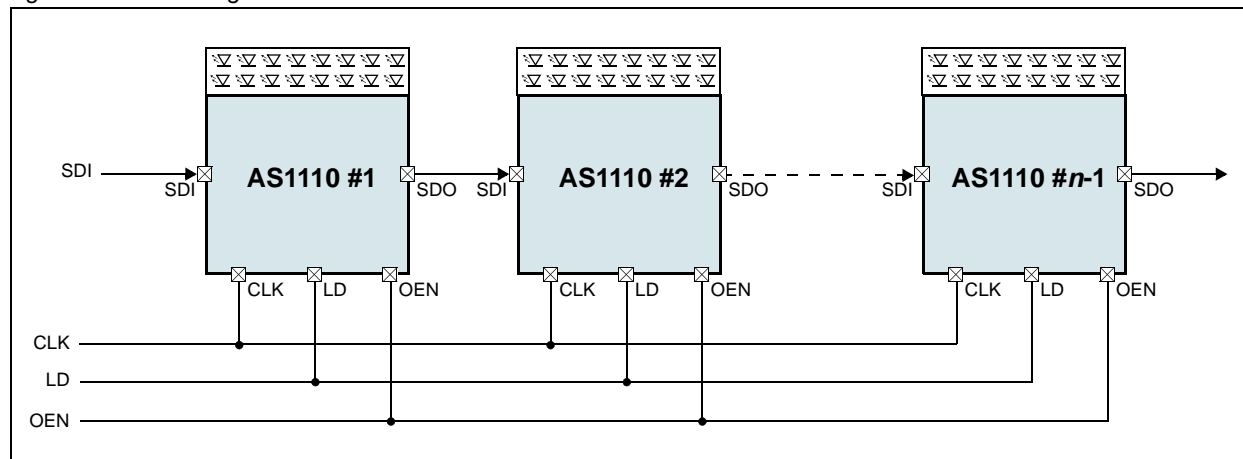 SDI
SDI
AS1110 #1
SDO
SDI
AS1110 #2
SDO
SDI
AS1110 #n-1
SDO
CLK
LD
OEN
CLK
LD
OEN
CLK
LD
OEN
CLK
LD
OEN